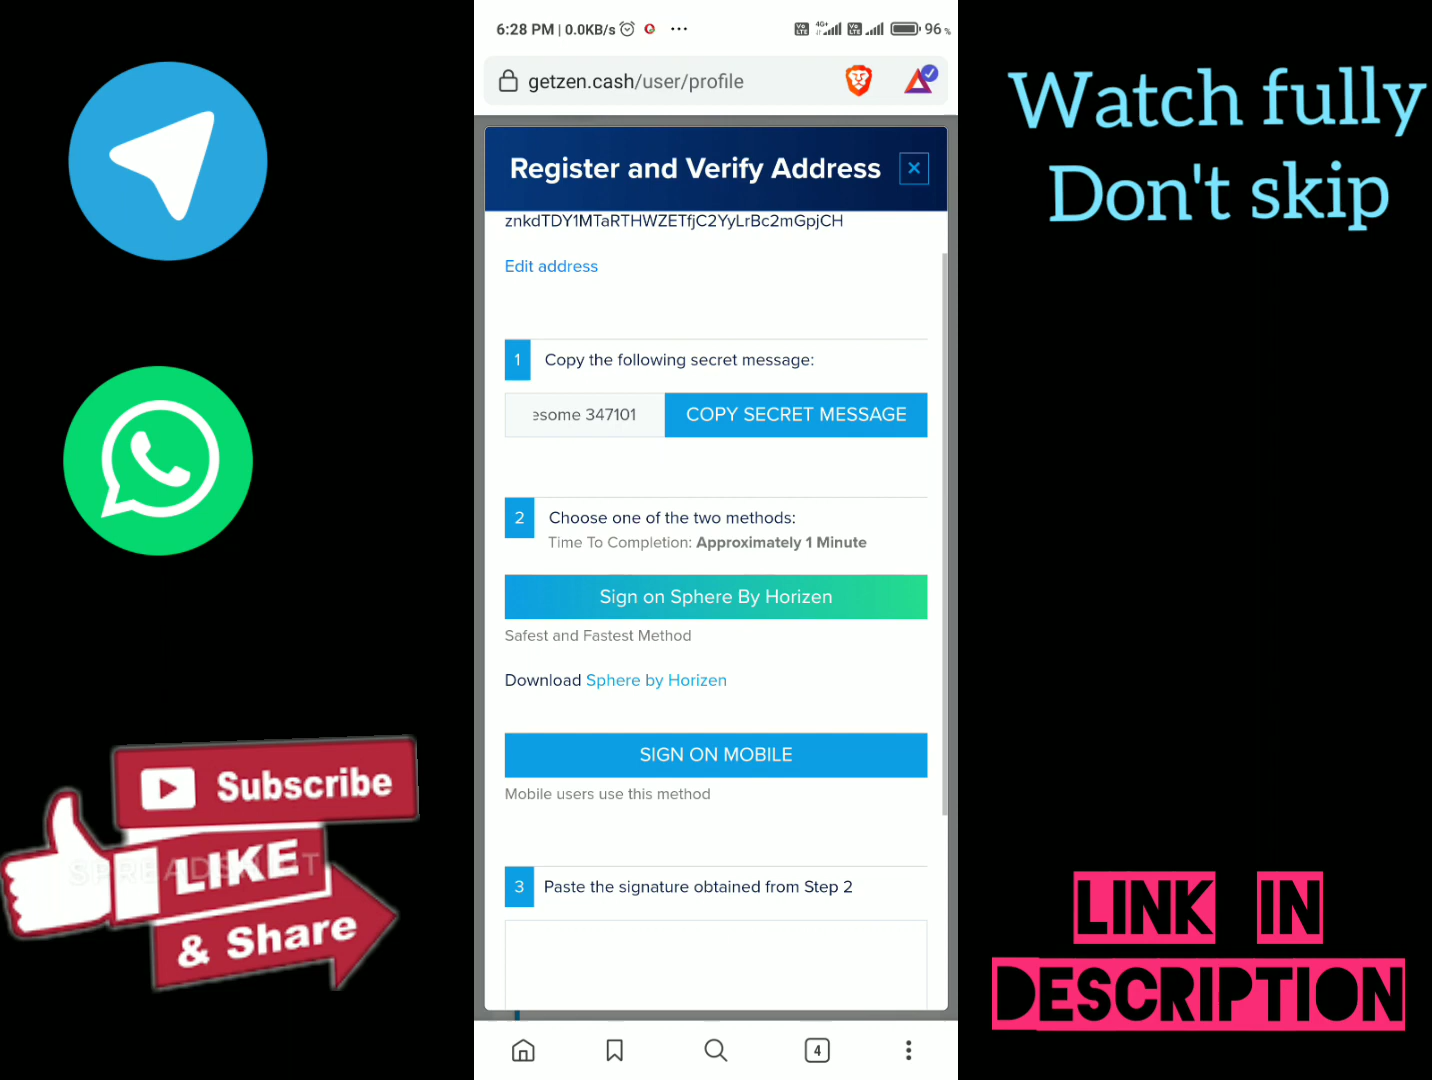 6:28 PM | 0.0KB/s
4G+
96 %
getzen.cash/user/profile
Register and Verify Address
znkdTDY1MTaRTHWZETfjC2YyLrBc2mGpjCH
Edit address
1 Copy the following secret message:
esome 347101
COPY SECRET MESSAGE
2 Choose one of the two methods:
Time To Completion: Approximately 1 Minute
Sign on Sphere By Horizen
Safest and Fastest Method
Download Sphere by Horizen
SIGN ON MOBILE
Mobile users use this method
3 Paste the signature obtained from Step 2
4
Subscribe
LIKE
& Share
Watch fully
Don't skip
LINK IN
DESCRIPTION